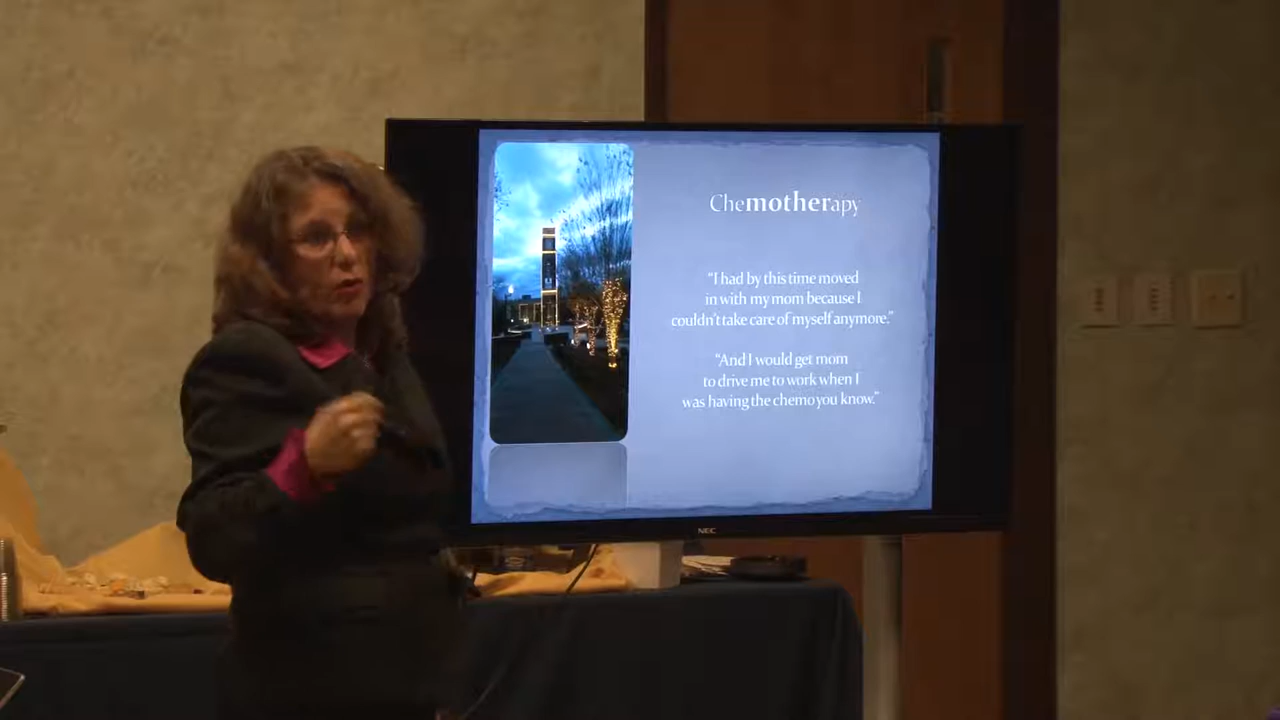 Chemotherapy
“I had by this time moved
in with my mom because I
couldn't take care of myself anymore.”
“And I would get mom
to drive me to work when I
was having the chemo you know.”
NEC